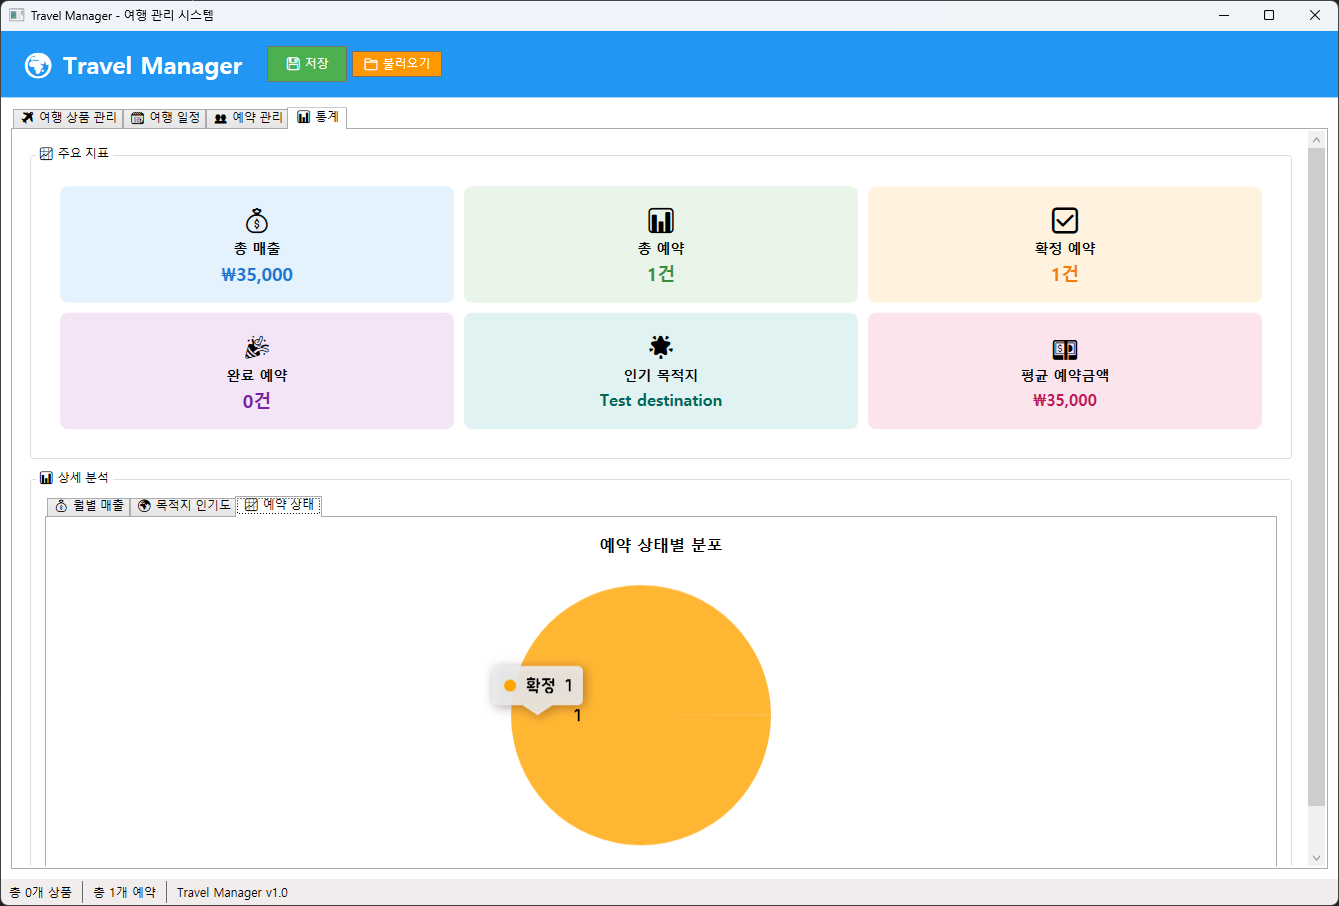 Travel Manager - 여행 관리 시스템
Travel Manager 저장 불러오기
여행 상품 관리 여행 일정 예약 관리 통계
주요 지표
총 매출
₩35,000
총 예약
1건
확정 예약
1건
완료 예약
0건
인기 목적지
Test destination
평균 예약금액
₩35,000
상세 분석
월별 매출 목적지 인기도 예약 상태
예약 상태별 분포
확정 1
1
총 0개 상품 총 1개 예약 Travel Manager v1.0